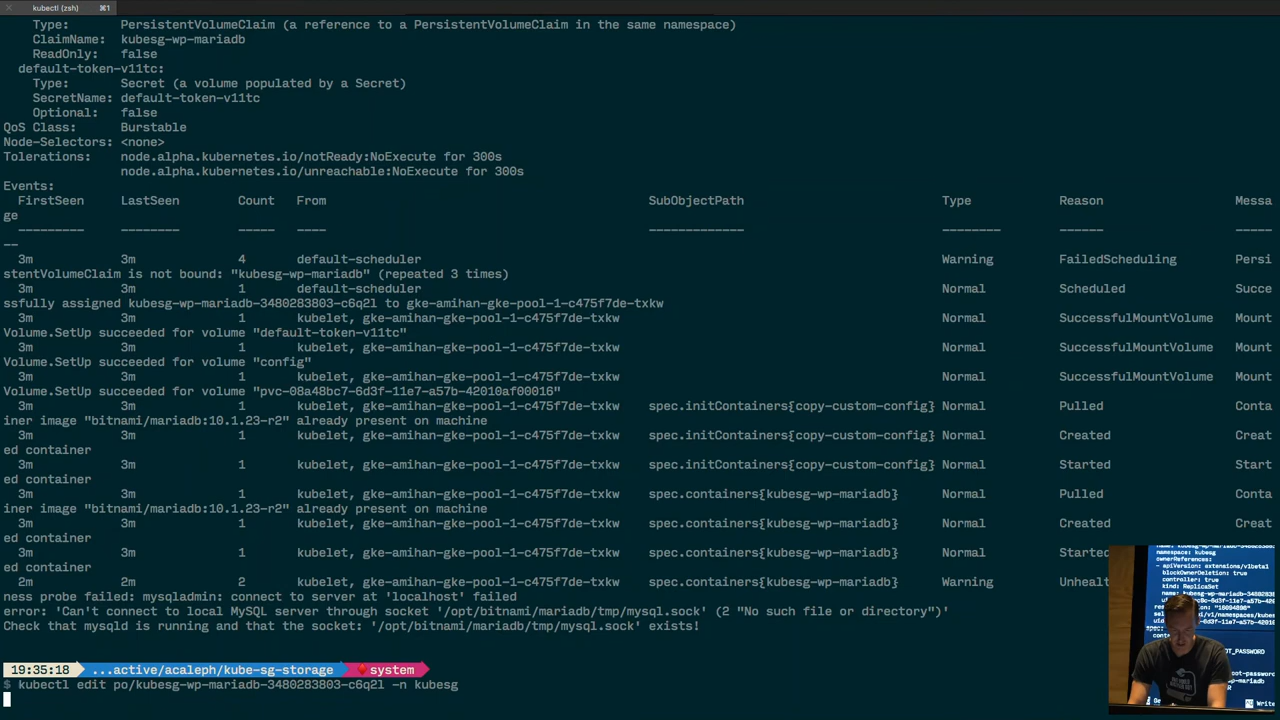 kubectl (zsh) ⌘1
Type: PersistentVolumeClaim (a reference to a PersistentVolumeClaim in the same namespace)
ClaimName: kubesg-wp-mariadb
ReadOnly: false
default-token-v11tc:
Type: Secret (a volume populated by a Secret)
SecretName: default-token-v11tc
Optional: false
QoS Class: Burstable
Node-Selectors: <none>
Tolerations: node.alpha.kubernetes.io/notReady:NoExecute for 300s
node.alpha.kubernetes.io/unreachable:NoExecute for 300s
Events:
FirstSeen LastSeen Count From SubObjectPath Type Reason Messa
ge
--------- -------- ----- ---- ------------- -------- ------ -----
--
3m 3m 4 default-scheduler Warning FailedScheduling Persi
stentVolumeClaim is not bound: "kubesg-wp-mariadb" (repeated 3 times)
3m 3m 1 default-scheduler Normal Scheduled Succe
ssfully assigned kubesg-wp-mariadb-3480283803-c6q2l to gke-amihan-gke-pool-1-c475f7de-txkw
3m 3m 1 kubelet, gke-amihan-gke-pool-1-c475f7de-txkw Normal SuccessfulMountVolume Mount
Volume.SetUp succeeded for volume "default-token-v11tc"
3m 3m 1 kubelet, gke-amihan-gke-pool-1-c475f7de-txkw Normal SuccessfulMountVolume Mount
Volume.SetUp succeeded for volume "config"
3m 3m 1 kubelet, gke-amihan-gke-pool-1-c475f7de-txkw Normal SuccessfulMountVolume Mount
Volume.SetUp succeeded for volume "pvc-08a48bc7-6d3f-11e7-a57b-42010af00016"
3m 3m 1 kubelet, gke-amihan-gke-pool-1-c475f7de-txkw spec.initContainers{copy-custom-config} Normal Pulled Conta
iner image "bitnami/mariadb:10.1.23-r2" already present on machine
3m 3m 1 kubelet, gke-amihan-gke-pool-1-c475f7de-txkw spec.initContainers{copy-custom-config} Normal Created Creat
ed container
3m 3m 1 kubelet, gke-amihan-gke-pool-1-c475f7de-txkw spec.initContainers{copy-custom-config} Normal Started Start
ed container
3m 3m 1 kubelet, gke-amihan-gke-pool-1-c475f7de-txkw spec.containers{kubesg-wp-mariadb} Normal Pulled Conta
iner image "bitnami/mariadb:10.1.23-r2" already present on machine
3m 3m 1 kubelet, gke-amihan-gke-pool-1-c475f7de-txkw spec.containers{kubesg-wp-mariadb} Normal Created Creat
ed container
3m 3m 1 kubelet, gke-amihan-gke-pool-1-c475f7de-txkw spec.containers{kubesg-wp-mariadb} Normal Started
ed container
2m 2m 2 kubelet, gke-amihan-gke-pool-1-c475f7de-txkw spec.containers{kubesg-wp-mariadb} Warning Unhealt
ness probe failed: mysqladmin: connect to server at 'localhost' failed
error: 'Can't connect to local MySQL server through socket '/opt/bitnami/mariadb/tmp/mysql.sock' (2 "No such file or directory")'
Check that mysqld is running and that the socket: '/opt/bitnami/mariadb/tmp/mysql.sock' exists!
19:35:18 ...active/acaleph/kube-sg-storage system
$ kubectl edit po/kubesg-wp-mariadb-3480283803-c6q2l -n kubesg
namespace: kubesg
ownerReferences:
- apiVersion: extensions/v1beta1
blockOwnerDeletion: true
controller: true
kind: ReplicaSet